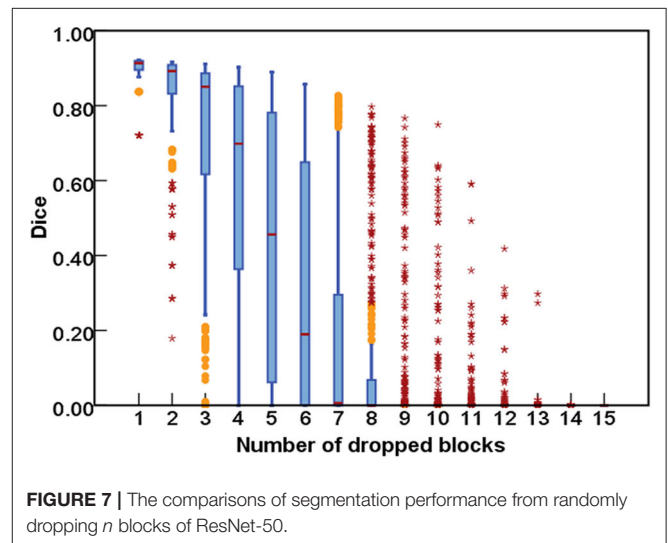 1.00
0.80
0.60
0.40
0.20
0.00
Dice
1 2 3 4 5 6 7 8 9 10 11 12 13 14 15
Number of dropped blocks
FIGURE 7 | The comparisons of segmentation performance from randomly
dropping n blocks of ResNet-50.